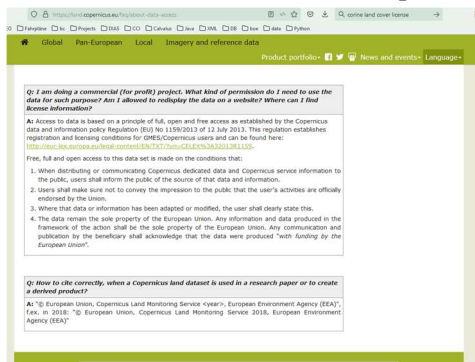 https://land.copernicus.eu/faq/about-data-access
corine land cover license
Fahrpläne bc Projects DIAS CCI Calvalus Java XML DB box data Python
Global Pan-European Local Imagery and reference data
Product portfolio News and events Language
Q: I am doing a commercial (for profit) project. What kind of permission do I need to use the
data for such purpose? Am I allowed to redisplay the data on a website? Where can I find
license information?
A: Access to data is based on a principle of full, open and free access as established by the Copernicus
data and information policy Regulation (EU) No 1159/2013 of 12 July 2013. This regulation establishes
registration and licensing conditions for GMES/Copernicus users and can be found here:
http://eur-lex.europa.eu/legal-content/EN/TXT/?uri=CELEX%3A32013R1159.
Free, full and open access to this data set is made on the conditions that:
1. When distributing or communicating Copernicus dedicated data and Copernicus service information to
the public, users shall inform the public of the source of that data and information.
2. Users shall make sure not to convey the impression to the public that the user's activities are officially
endorsed by the Union.
3. Where that data or information has been adapted or modified, the user shall clearly state this.
4. The data remain the sole property of the European Union. Any information and data produced in the
framework of the action shall be the sole property of the European Union. Any communication and
publication by the beneficiary shall acknowledge that the data were produced "with funding by the
European Union".
Q: How to cite correctly, when a Copernicus land dataset is used in a research paper or to create
a derived product?
A: "© European Union, Copernicus Land Monitoring Service <year>, European Environment Agency (EEA)",
f.ex. in 2018: "© European Union, Copernicus Land Monitoring Service 2018, European Environment
Agency (EEA)"